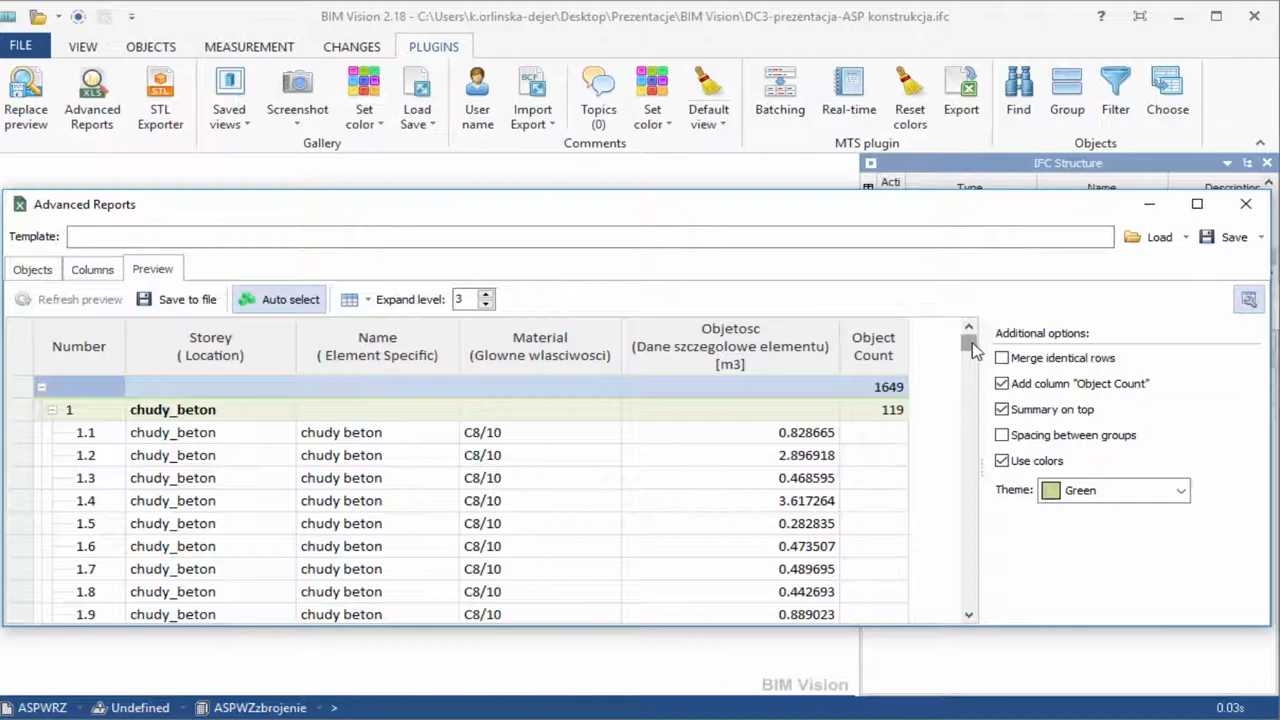 BIM Vision 2.18 - C:\Users\k.orlinska-dejer\Desktop\Prezentacje\BIM Vision\DC3-prezentacja-ASP konstrukcja.ifc
FILE VIEW OBJECTS MEASUREMENT CHANGES PLUGINS
Replace preview
Advanced Reports
STL Exporter
Saved views
Screenshot
Set color
Load Save
User name
Import Export
Topics (0)
Set color
Default view
Batching
Real-time
Reset colors
Export
Find
Group
Filter
Choose
Gallery Comments MTS plugin Objects
IFC Structure
Acti Type Name Description
Advanced Reports
Template: Load Save
Objects Columns Preview
Refresh preview Save to file Auto select Expand level: 3
Number
Storey
( Location)
Name
( Element Specific)
Material
(Glowne wlasciwosci)
Objetosc
(Dane szczegolowe elementu)
[m3]
Object
Count
1649
1 chudy_beton 119
1.1 chudy_beton chudy beton C8/10 0.828665
1.2 chudy_beton chudy beton C8/10 2.896918
1.3 chudy_beton chudy beton C8/10 0.468595
1.4 chudy_beton chudy beton C8/10 3.617264
1.5 chudy_beton chudy beton C8/10 0.282835
1.6 chudy_beton chudy beton C8/10 0.473507
1.7 chudy_beton chudy beton C8/10 0.489695
1.8 chudy_beton chudy beton C8/10 0.442693
1.9 chudy_beton chudy beton C8/10 0.889023
Additional options:
Merge identical rows
Add column "Object Count"
Summary on top
Spacing between groups
Use colors
Theme: Green
BIM Vision
ASPWRZ Undefined ASPWZzbrojenie > 0.03s